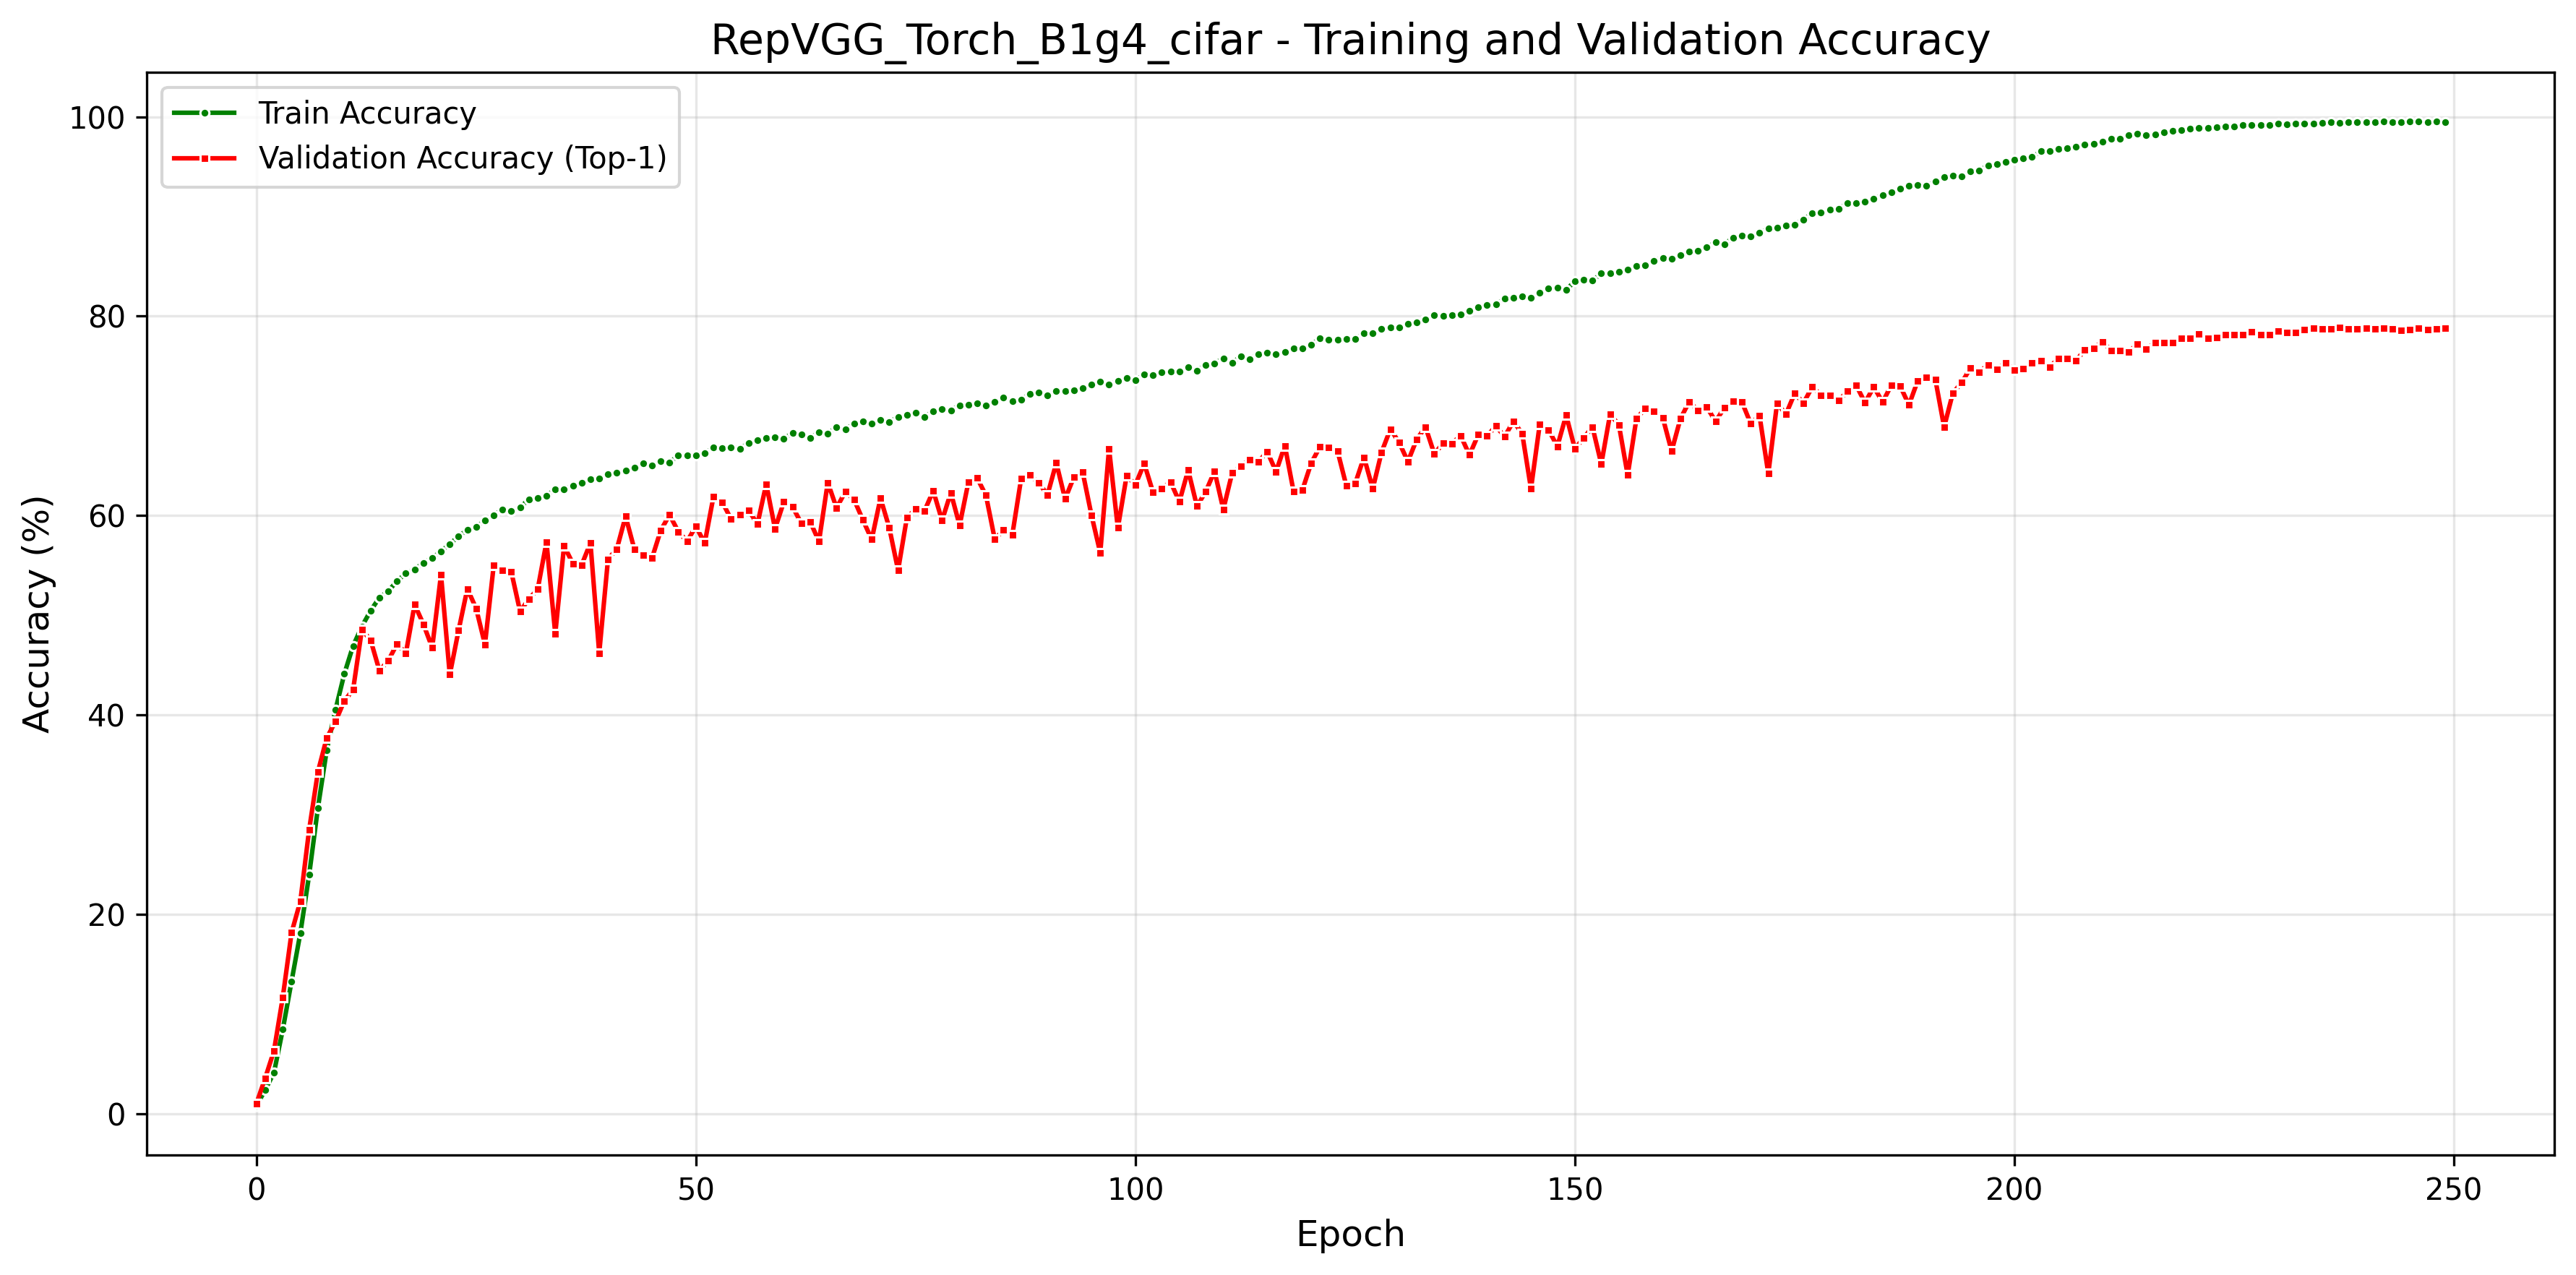 RepVGG_Torch_B1g4_cifar - Training and Validation Accuracy
Train Accuracy
Validation Accuracy (Top-1)
Accuracy (%)
100
80
60
40
20
0
0 50 100 150 200 250
Epoch